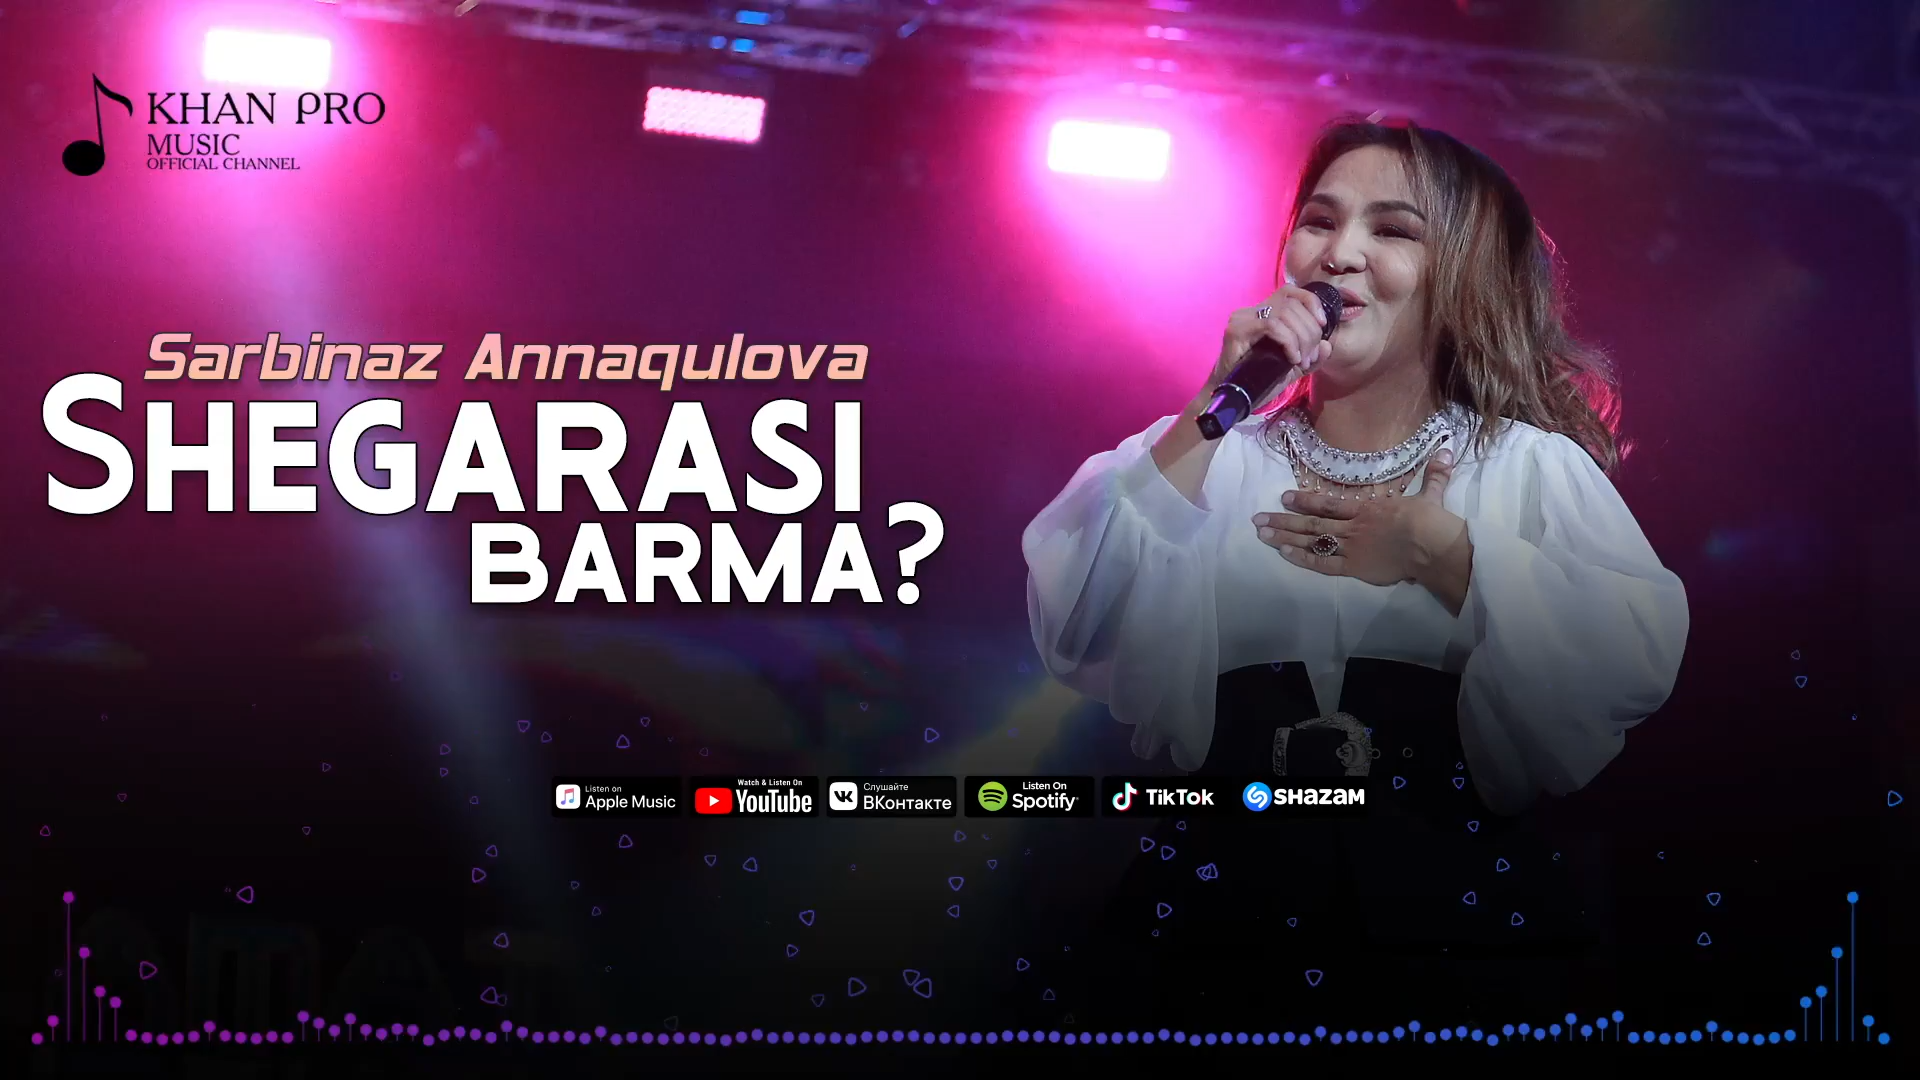 KHAN PRO
MUSIC
OFFICIAL CHANNEL
Sarbinaz Annaqulova
SHEGARASI
BARMA?
Listen on
Apple Music
Watch & Listen On
YouTube
Слушайте
ВКонтакте
Listen On
Spotify
TikTok
SHAZAM